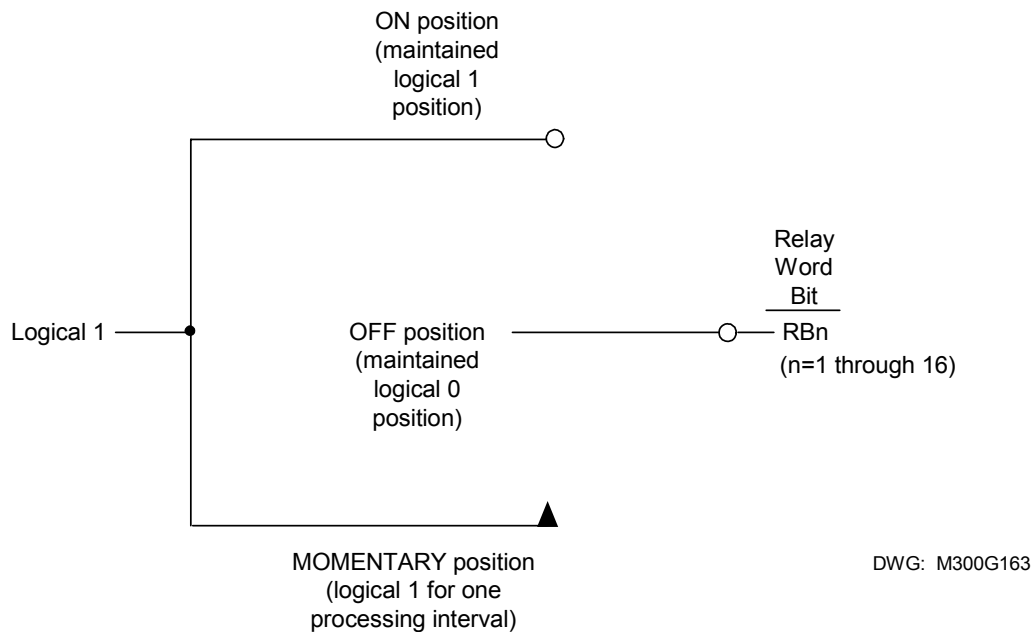 ON position
(maintained
logical 1
position)
Relay
Word
Bit
Logical 1
OFF position
(maintained
logical 0
position)
RBn
(n=1 through 16)
MOMENTARY position
(logical 1 for one
processing interval)
DWG: M300G163